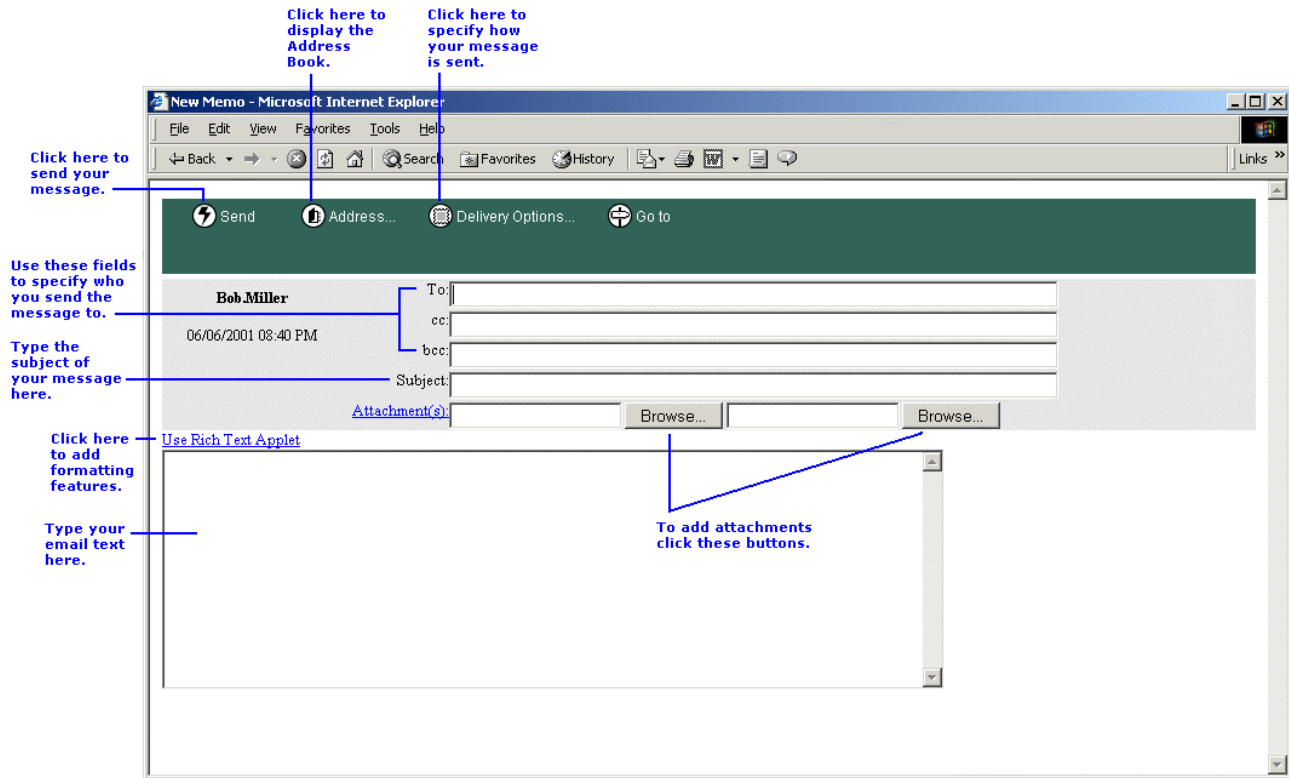 Click here to
display the
Address
Book.
Click here to
specify how
your message
is sent.
New Memo - Microsoft Internet Explorer
File Edit View Favorites Tools Help
Back Search Favorites History Links »
Click here to
send your
message.
Send Address... Delivery Options... Go to
Use these fields
to specify who
you send the
message to.
Bob.Miller
06/06/2001 08:40 PM
To:
cc:
bcc:
Type the
subject of
your message
here.
Subject:
Attachment(s): Browse... Browse...
Click here
to add
formatting
features.
Use Rich Text Applet
Type your
email text
here.
To add attachments
click these buttons.